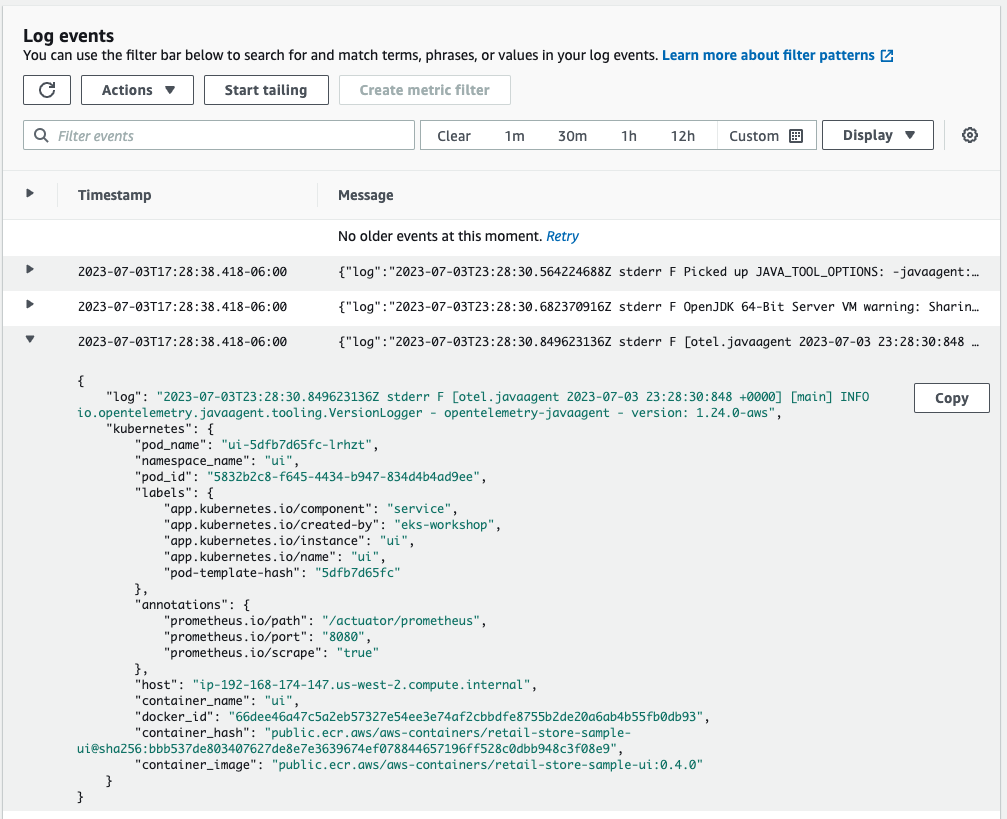 Log events
You can use the filter bar below to search for and match terms, phrases, or values in your log events. Learn more about filter patterns
Actions Start tailing Create metric filter
Filter events Clear 1m 30m 1h 12h Custom Display
Timestamp Message
No older events at this moment. Retry
2023-07-03T17:28:38.418-06:00 {"log":"2023-07-03T23:28:30.564224688Z stderr F Picked up JAVA_TOOL_OPTIONS: -javaagent:…
2023-07-03T17:28:38.418-06:00 {"log":"2023-07-03T23:28:30.682370916Z stderr F OpenJDK 64-Bit Server VM warning: Sharin…
2023-07-03T17:28:38.418-06:00 {"log":"2023-07-03T23:28:30.849623136Z stderr F [otel.javaagent 2023-07-03 23:28:30:848 …
{
Copy
"log": "2023-07-03T23:28:30.849623136Z stderr F [otel.javaagent 2023-07-03 23:28:30:848 +0000] [main] INFO
io.opentelemetry.javaagent.tooling.VersionLogger - opentelemetry-javaagent - version: 1.24.0-aws",
"kubernetes": {
"pod_name": "ui-5dfb7d65fc-lrhzt",
"namespace_name": "ui",
"pod_id": "5832b2c8-f645-4434-b947-834d4b4ad9ee",
"labels": {
"app.kubernetes.io/component": "service",
"app.kubernetes.io/created-by": "eks-workshop",
"app.kubernetes.io/instance": "ui",
"app.kubernetes.io/name": "ui",
"pod-template-hash": "5dfb7d65fc"
},
"annotations": {
"prometheus.io/path": "/actuator/prometheus",
"prometheus.io/port": "8080",
"prometheus.io/scrape": "true"
},
"host": "ip-192-168-174-147.us-west-2.compute.internal",
"container_name": "ui",
"docker_id": "66dee46a47c5a2eb57327e54ee3e74af2cbbdfe8755b2de20a6ab4b55fb0db93",
"container_hash": "public.ecr.aws/aws-containers/retail-store-sample-
ui@sha256:bbb537de803407627de8e7e3639674ef078844657196ff528c0dbb948c3f08e9",
"container_image": "public.ecr.aws/aws-containers/retail-store-sample-ui:0.4.0"
}
}